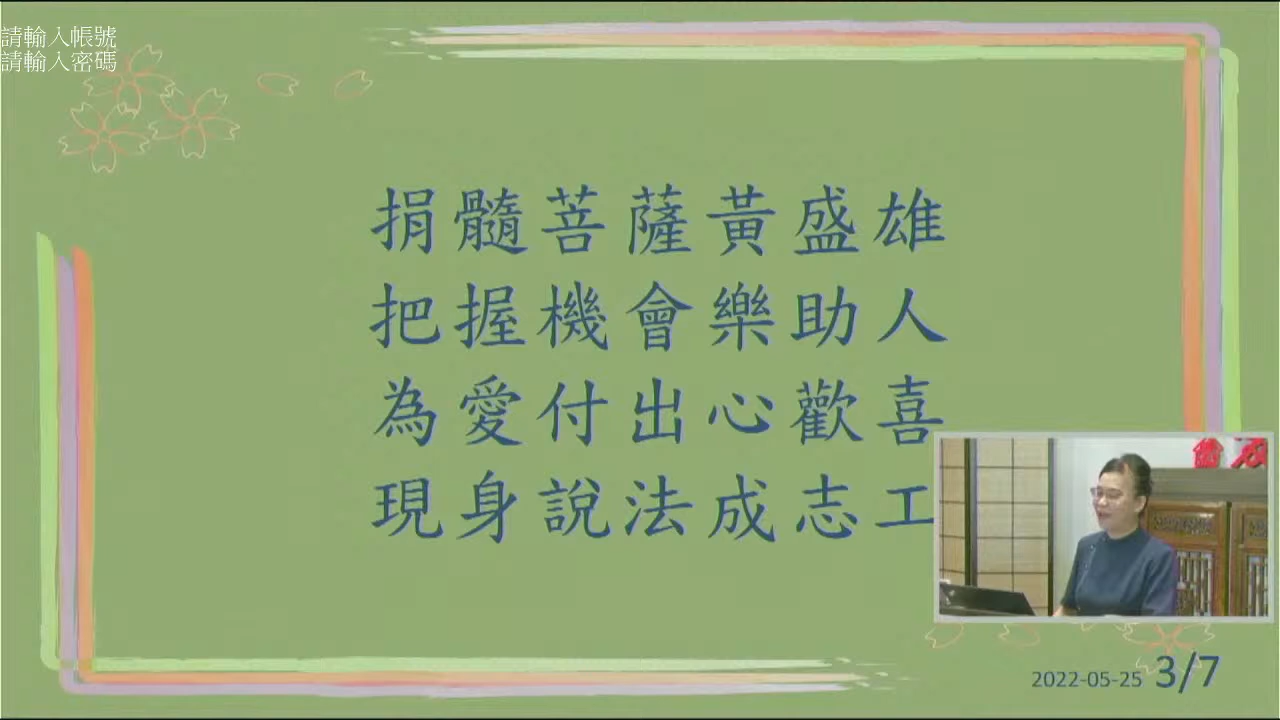 請輸入帳號
請輸入密碼
捐髓菩薩黃盛雄
把握機會樂助人
為愛付出心歡喜
現身說法成志工
2022-05-25 3/7